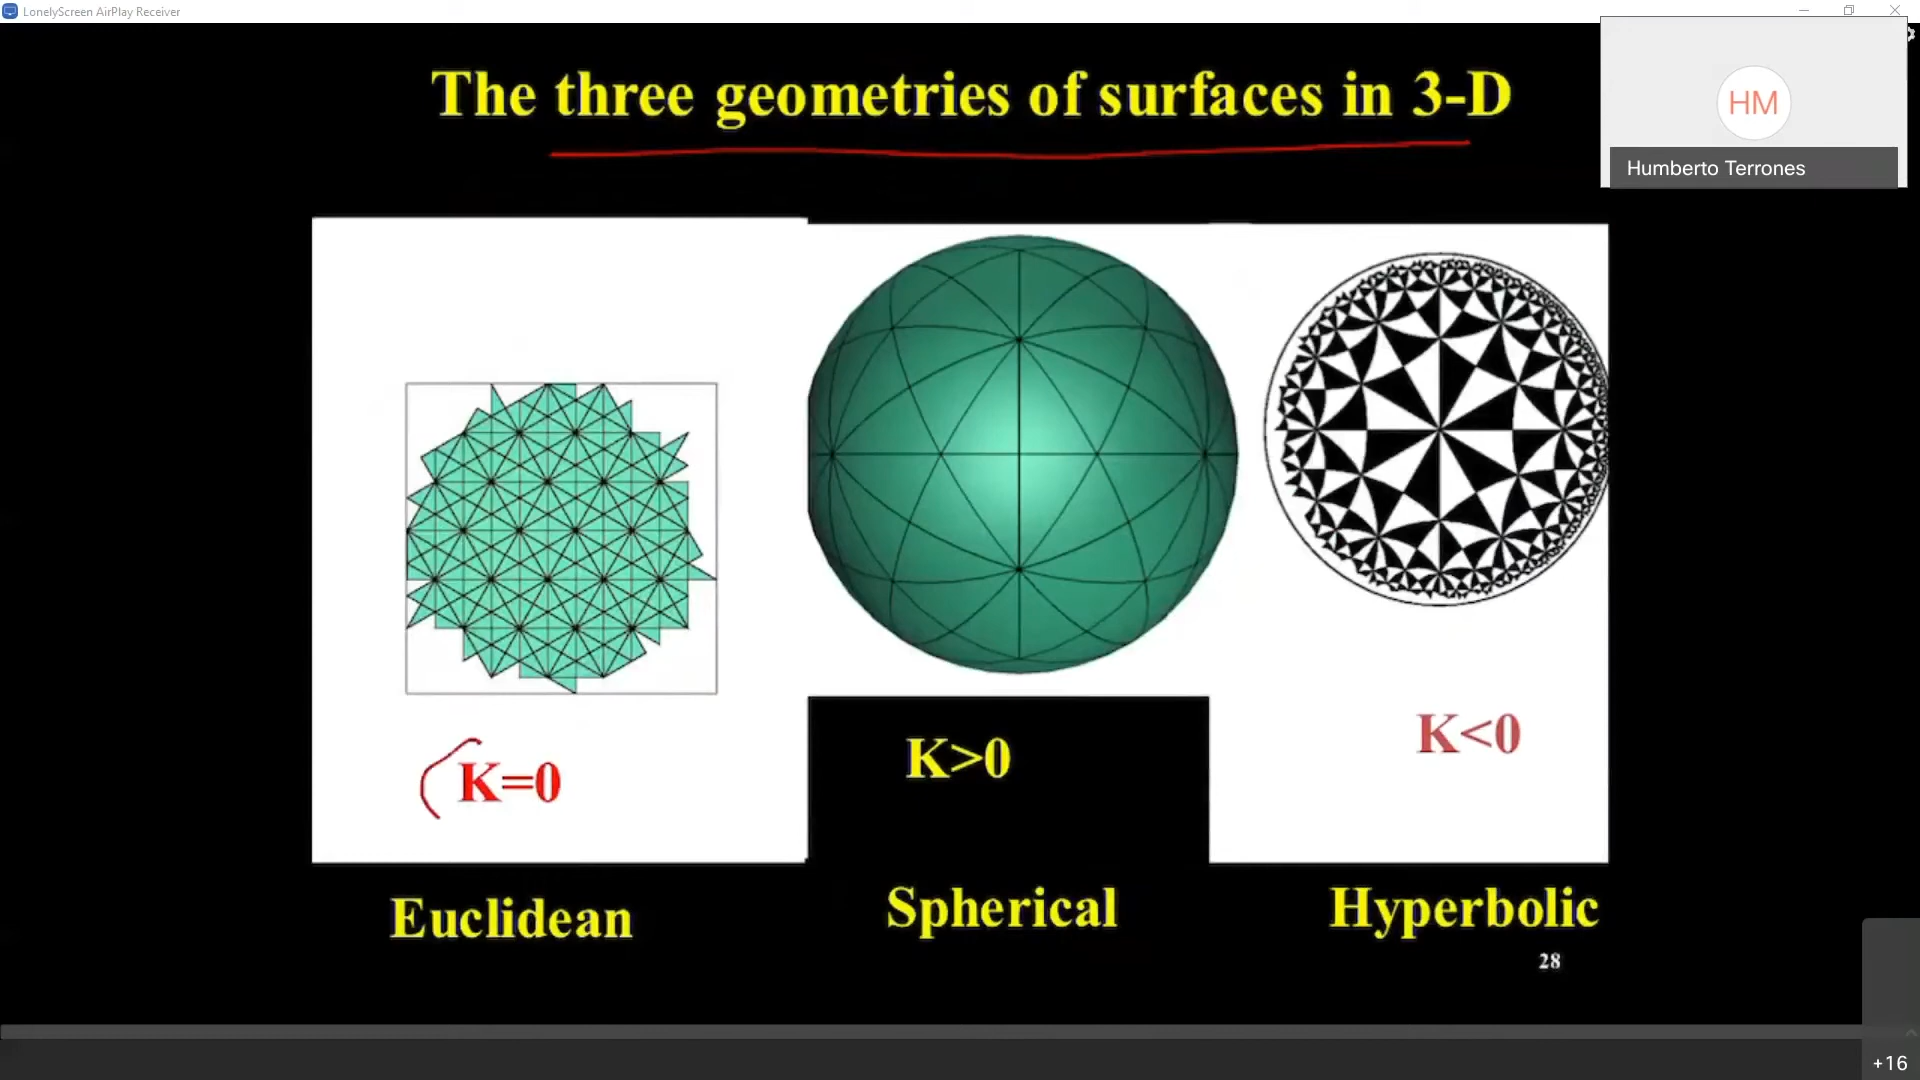 LonelyScreen AirPlay Receiver
The three geometries of surfaces in 3-D
HM
Humberto Terrones
K=0
K>0
K<0
Euclidean
Spherical
Hyperbolic
28
+16